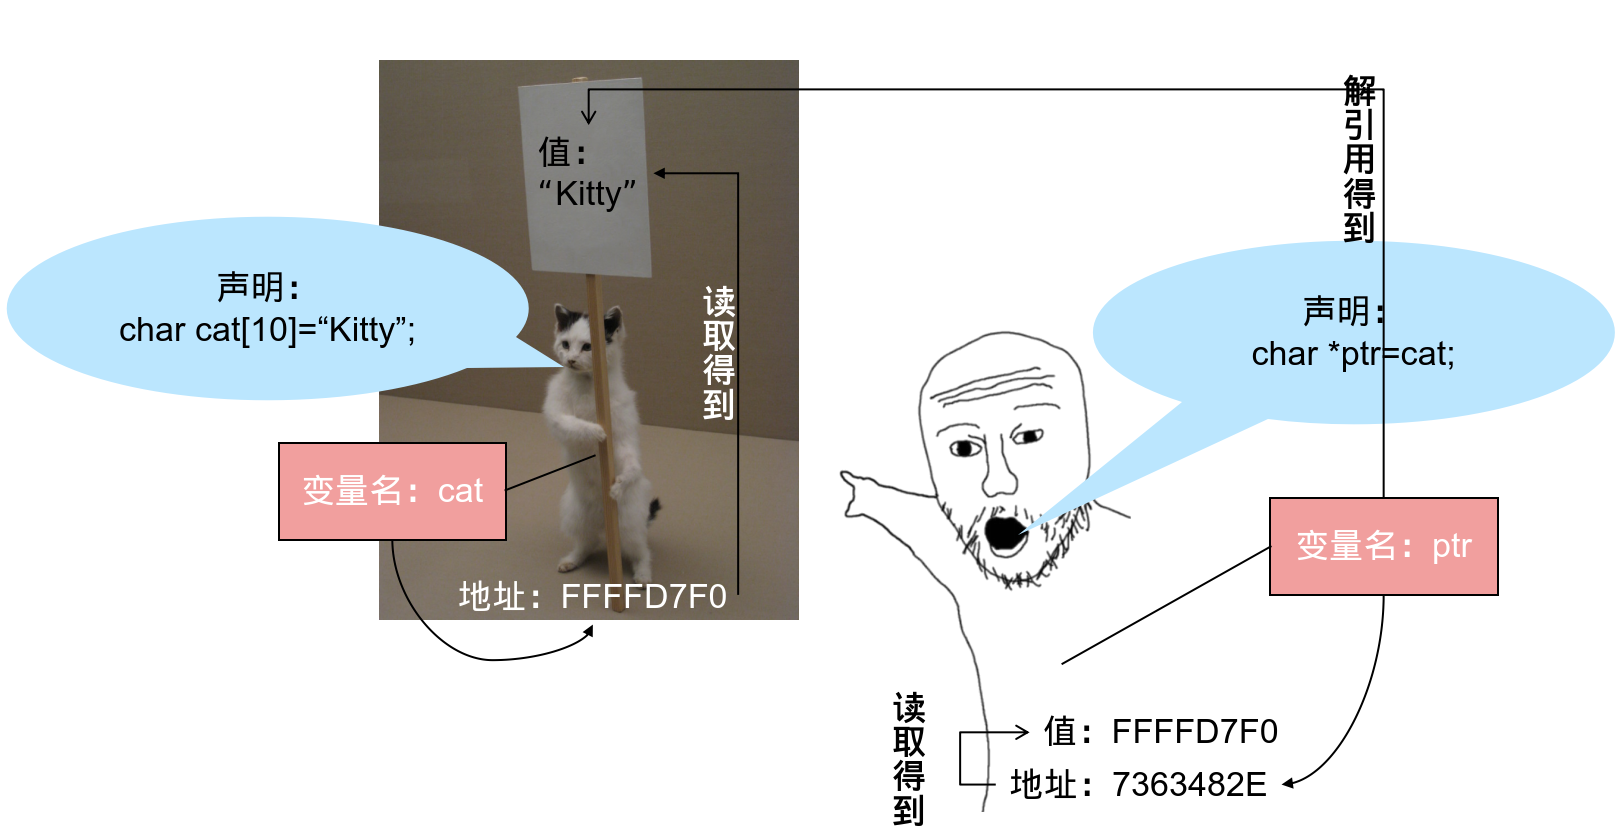 值：
“Kitty”
声明：
char cat[10]=“Kitty”;
读取得到
变量名：cat
地址：FFFFD7F0
解引用得到
声明：
char *ptr=cat;
变量名：ptr
读取得到
值：FFFFD7F0
地址：7363482E